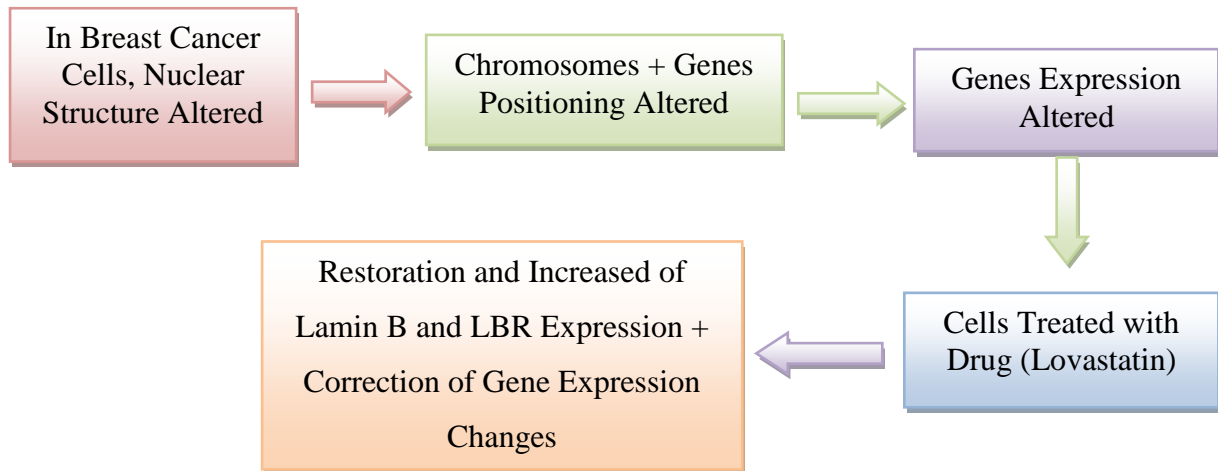 In Breast Cancer
Cells, Nuclear
Structure Altered
Chromosomes + Genes
Positioning Altered
Genes Expression
Altered
Cells Treated with
Drug (Lovastatin)
Restoration and Increased of
Lamin B and LBR Expression +
Correction of Gene Expression
Changes